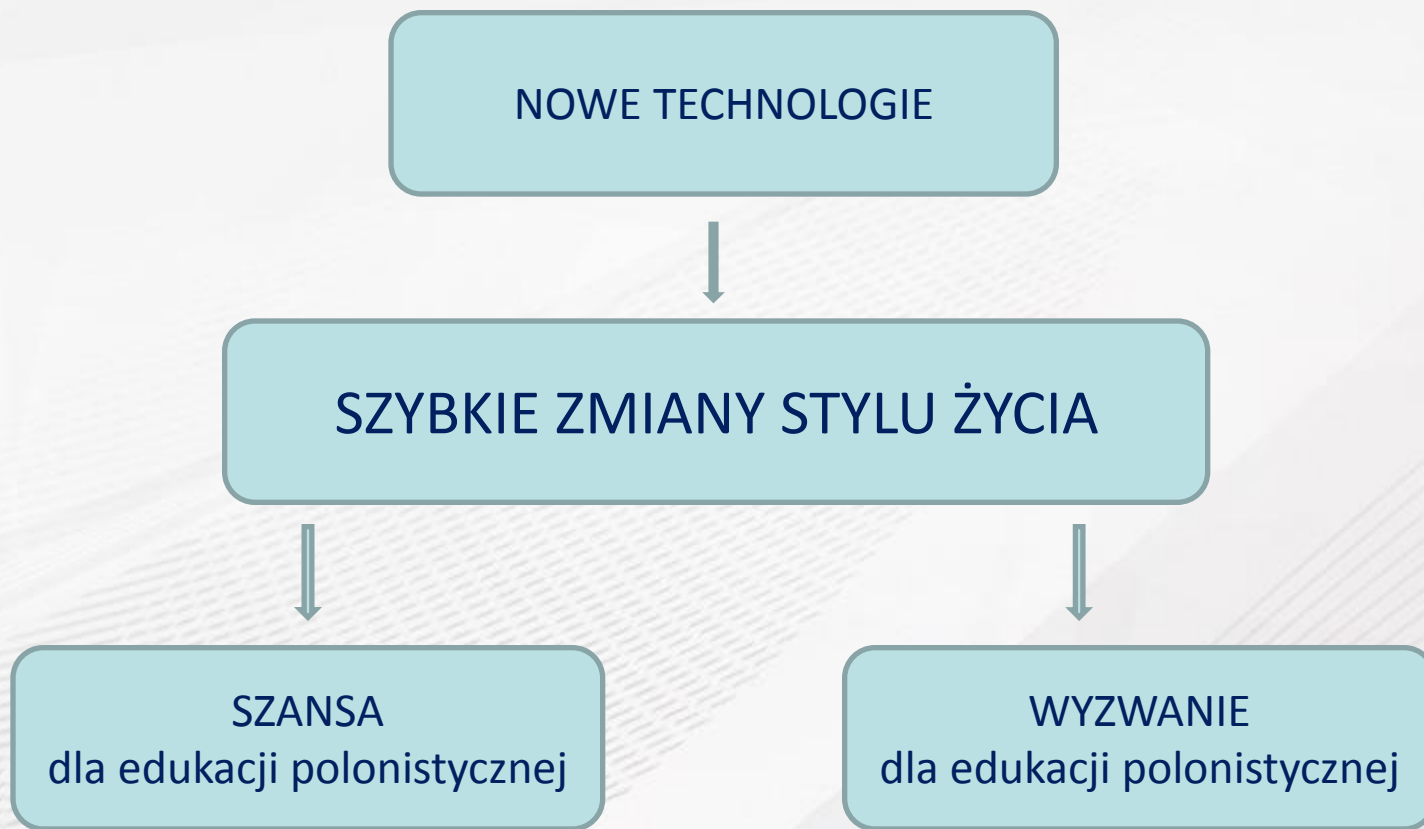 NOWE TECHNOLOGIE
SZYBKIE ZMIANY STYLU ŻYCIA
SZANSA
dla edukacji polonistycznej
WYZWANIE
dla edukacji polonistycznej